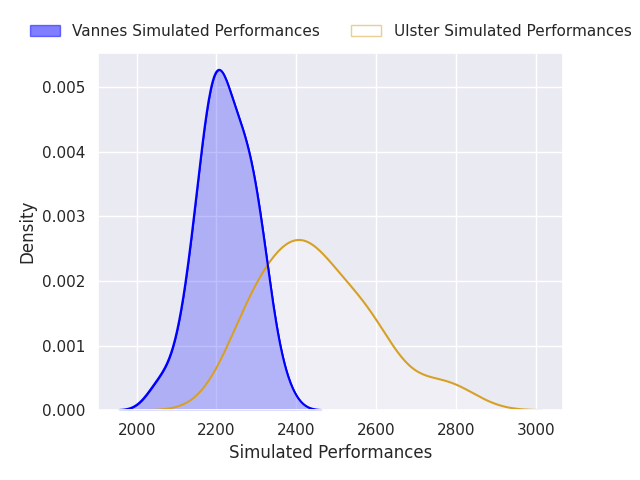 Vannes Simulated Performances
Ulster Simulated Performances
0.005
0.004
0.003
0.002
0.001
0.000
Density
2000 2200 2400 2600 2800 3000
Simulated Performances